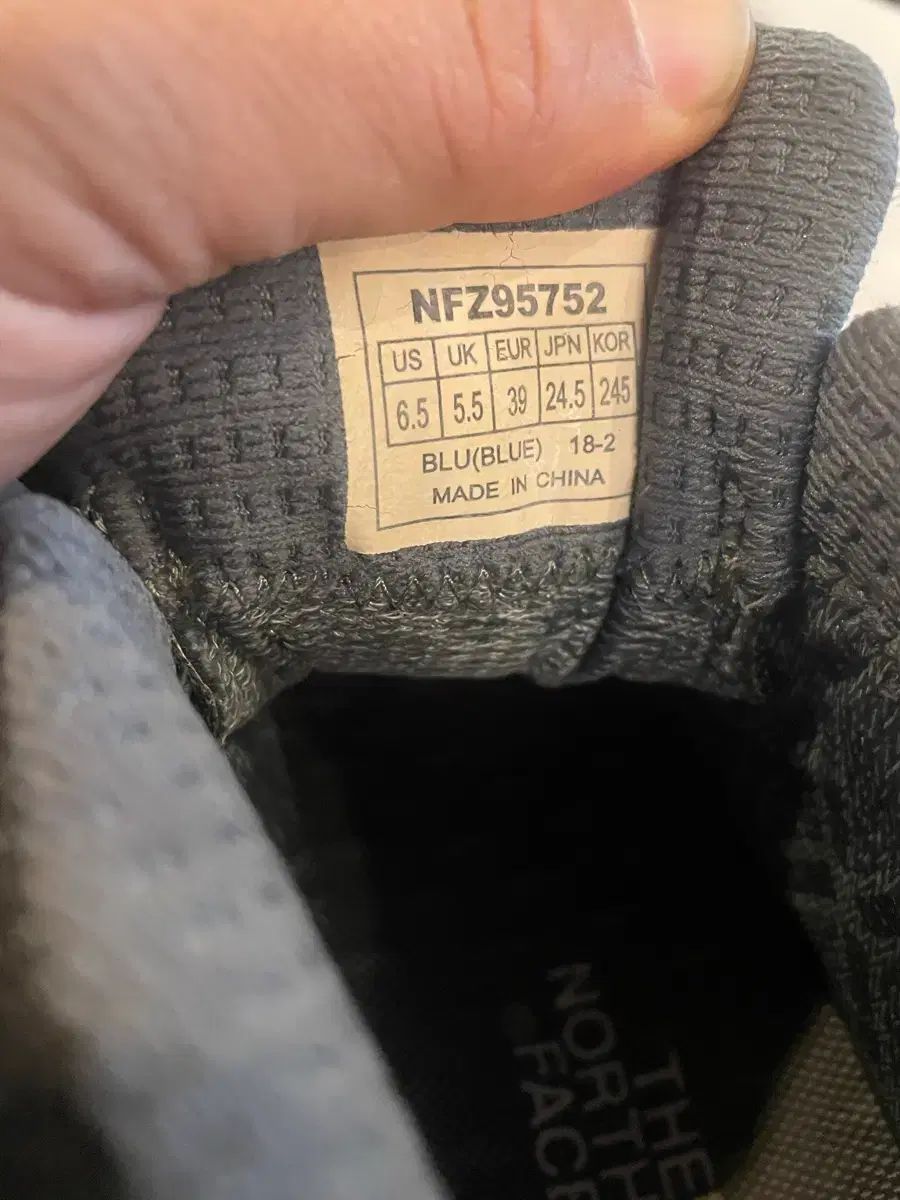 NFZ95752
US UK EUR JPN KOR
6.5 5.5 39 24.5 245
BLU(BLUE) 18-2
MADE IN CHINA
THE
NORTH
FACE